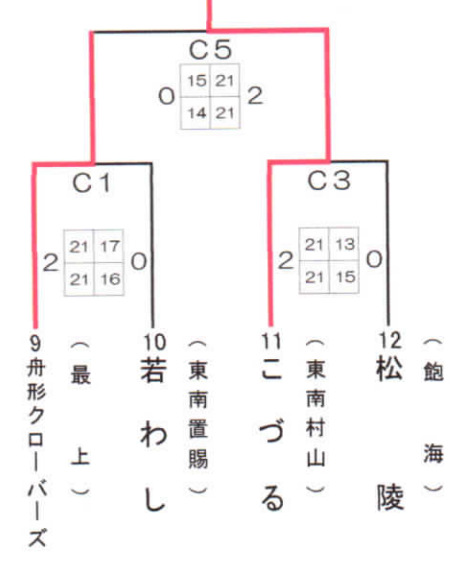 C5
15 21
0 2
14 21
C1
C3
21 17
2 0
21 16
21 13
2 0
21 15
9
舟形クローバーズ
（最上）
10
若わし
（東南置賜）
11
こづる
（東南村山）
12
松陵
（飽海）